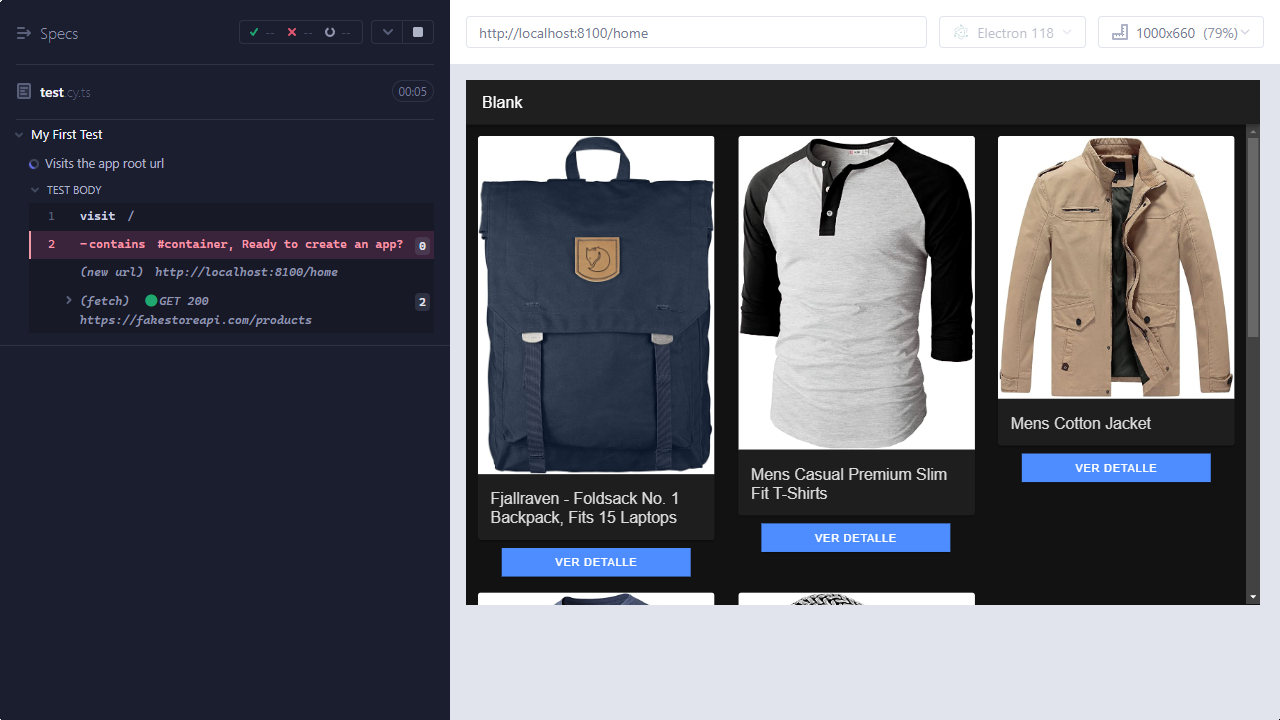 Specs
-- -- --
test cy.ts
00:05
My First Test
Visits the app root url
TEST BODY
1 visit /
2 -contains #container, Ready to create an app? 0
(new url) http://localhost:8100/home
(fetch) GET 200 2
https://fakestoreapi.com/products
http://localhost:8100/home
Electron 118
1000x660 (79%)
Blank
Fjallraven - Foldsack No. 1
Backpack, Fits 15 Laptops
VER DETALLE
Mens Casual Premium Slim
Fit T-Shirts
VER DETALLE
Mens Cotton Jacket
VER DETALLE